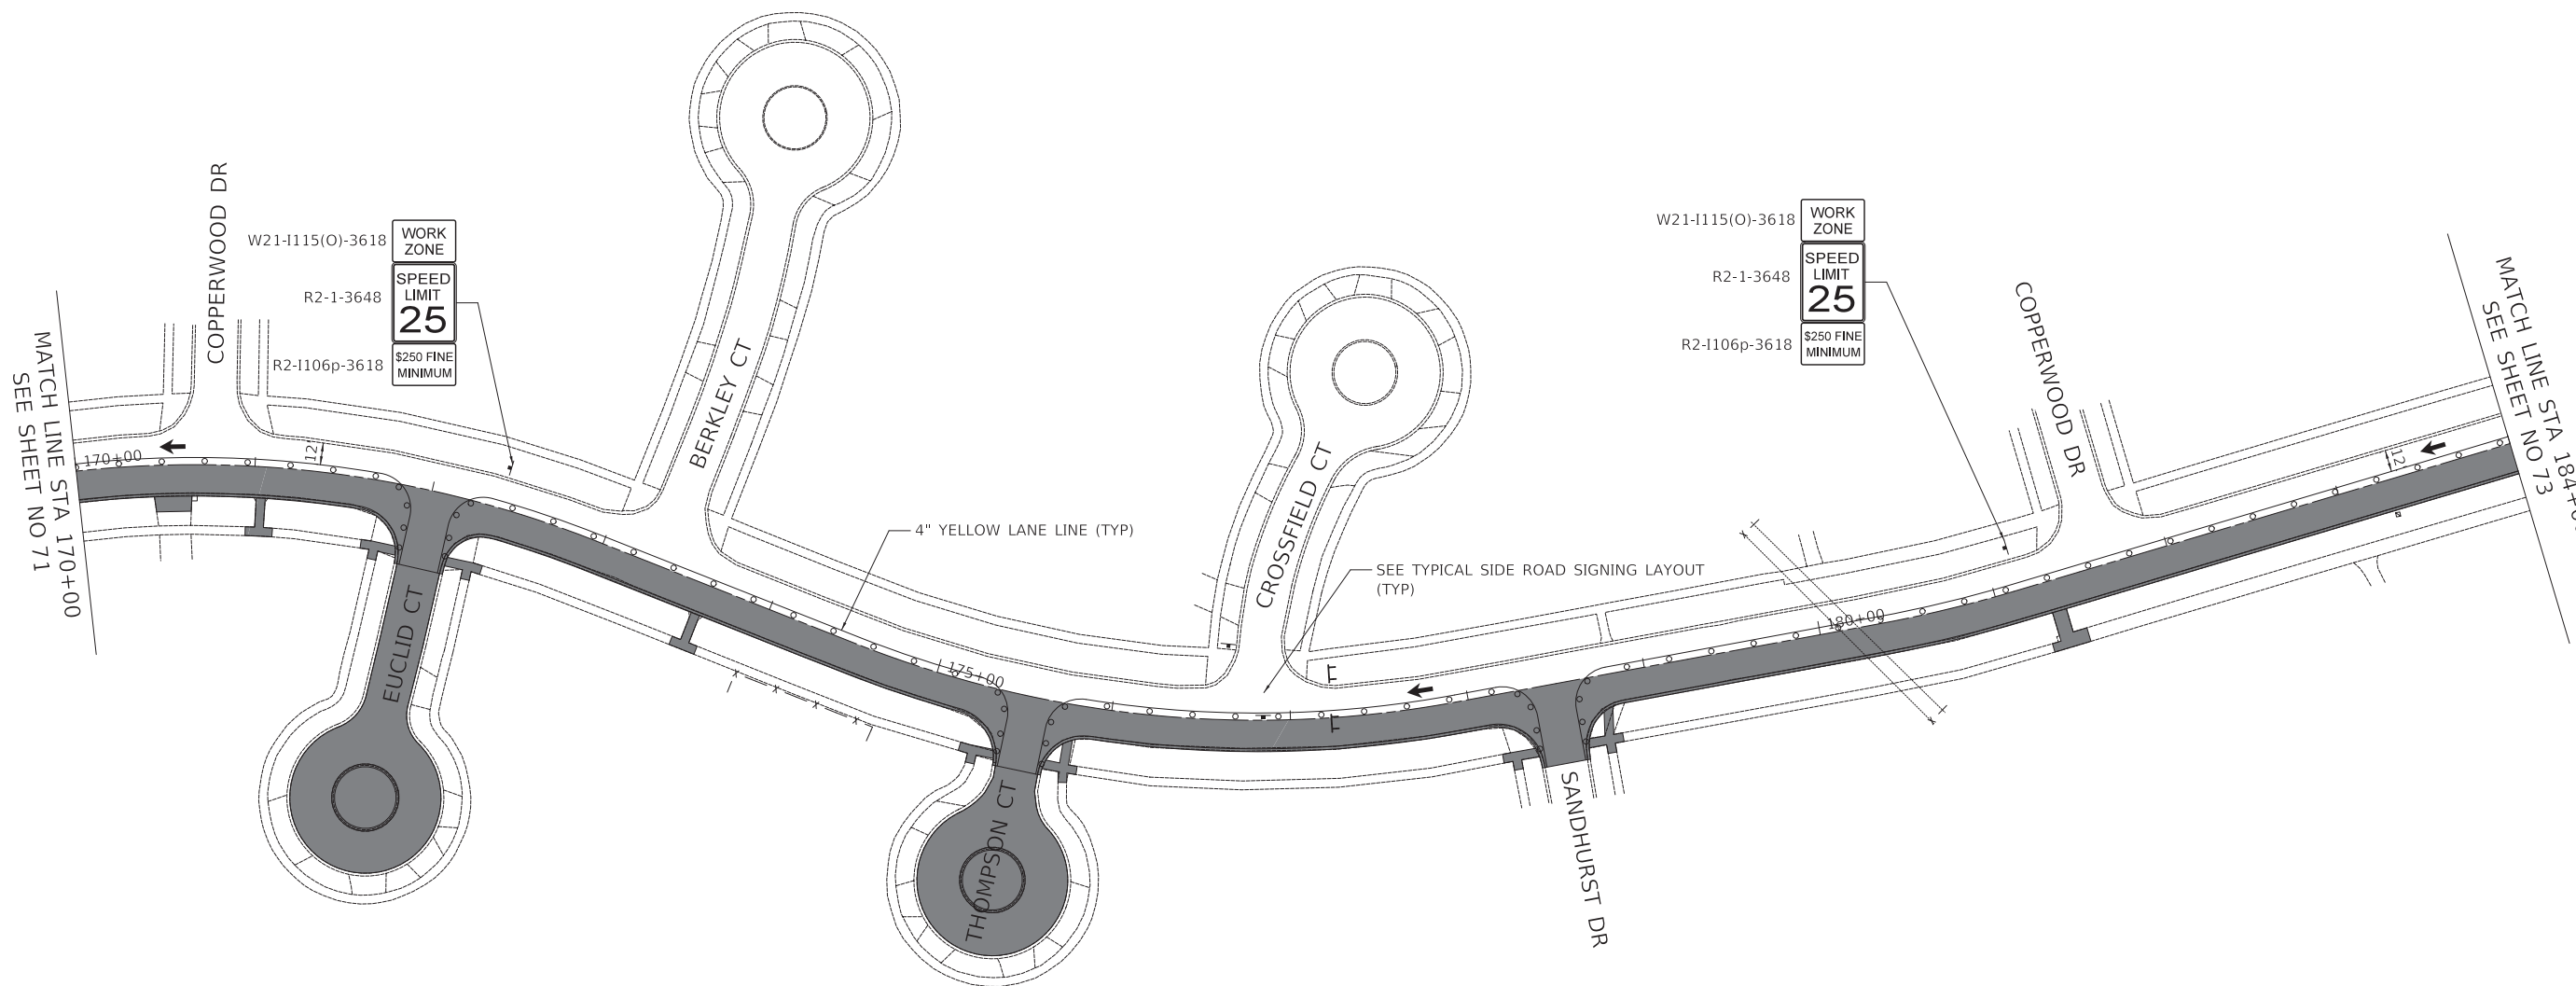 COPPERWOOD DR
W21-I115(O)-3618
WORK
ZONE
R2-1-3648
SPEED
LIMIT
25
R2-I106p-3618
$250 FINE
MINIMUM
BERKLEY CT
W21-I115(O)-3618
WORK
ZONE
R2-1-3648
SPEED
LIMIT
25
R2-I106p-3618
$250 FINE
MINIMUM
COPPERWOOD DR
MATCH LINE STA 184+0
SEE SHEET NO 73
12'
MATCH LINE STA 170+00
SEE SHEET NO 71
170+00
12'
CROSSFIELD CT
4" YELLOW LANE LINE (TYP)
SEE TYPICAL SIDE ROAD SIGNING LAYOUT
(TYP)
180+00
175+00
EUCLID CT
THOMPSON CT
SANDHURST DR